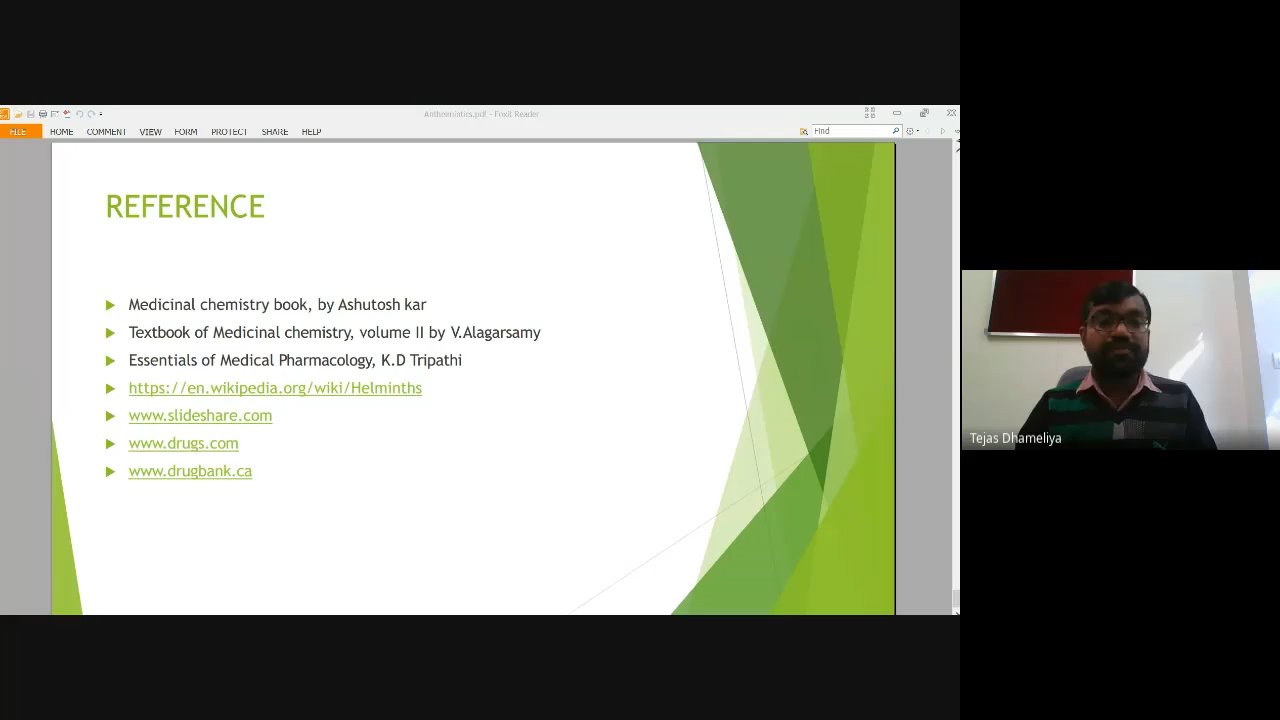 Anthelmintics.pdf - Foxit Reader
FILE HOME COMMENT VIEW FORM PROTECT SHARE HELP
Find
REFERENCE
Medicinal chemistry book, by Ashutosh kar
Textbook of Medicinal chemistry, volume II by V.Alagarsamy
Essentials of Medical Pharmacology, K.D Tripathi
https://en.wikipedia.org/wiki/Helminths
www.slideshare.com
www.drugs.com
www.drugbank.ca
Tejas Dhameliya